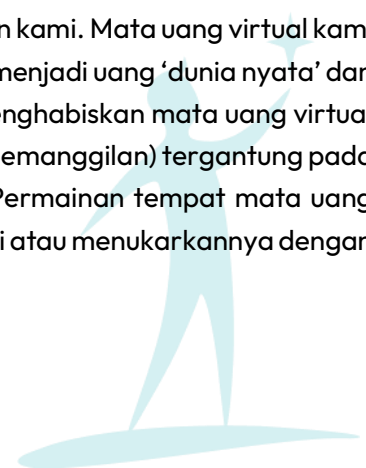 kami. Mata uang virtual kam
menjadi uang ‘dunia nyata’ dan
nghabiskan mata uang virtua
emanggilan) tergantung pada
Permainan tempat mata uang
i atau menukarkannya dengan